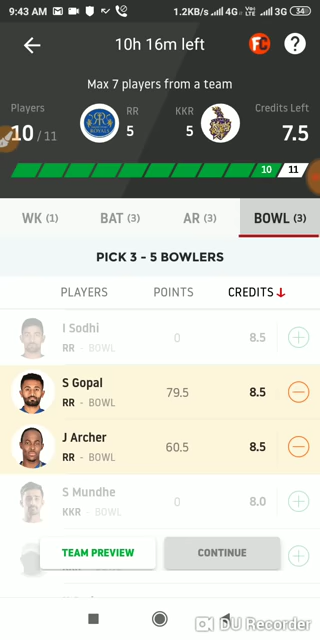 9:43 AM 1.2KB/s 4G VoLTE 3G 34
10h 16m left FC ?
Max 7 players from a team
Players RR KKR Credits Left
10 / 11 5 5 7.5
10 11
WK (1) BAT (3) AR (3) BOWL (3)
PICK 3 - 5 BOWLERS
PLAYERS POINTS CREDITS
I Sodhi
RR - BOWL 0 8.5
S Gopal
RR - BOWL 79.5 8.5
J Archer
RR - BOWL 60.5 8.5
S Mundhe
KKR - BOWL 0 8.0
TEAM PREVIEW CONTINUE
DU Recorder